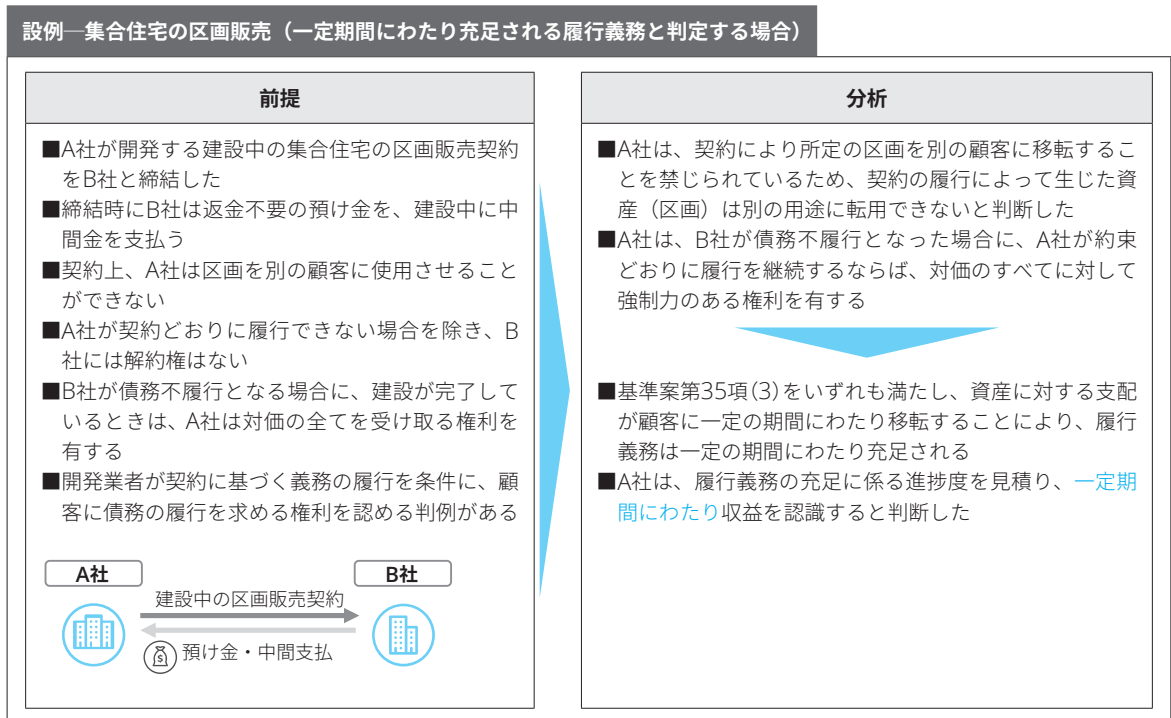 設例―集合住宅の区画販売（一定期間にわたり充足される履行義務と判定する場合）
前提
■A社が開発する建設中の集合住宅の区画販売契約
をB社と締結した
■締結時にB社は返金不要の預け金を、建設中に中
間金を支払う
■契約上、A社は区画を別の顧客に使用させること
ができない
■A社が契約どおりに履行できない場合を除き、B
社には解約権はない
■B社が債務不履行となる場合に、建設が完了して
いるときは、A社は対価の全てを受け取る権利を
有する
■開発業者が契約に基づく義務の履行を条件に、顧
客に債務の履行を求める権利を認める判例がある
A社
B社
建設中の区画販売契約
$ 預け金・中間支払
分析
■A社は、契約により所定の区画を別の顧客に移転するこ
とを禁じられているため、契約の履行によって生じた資
産（区画）は別の用途に転用できないと判断した
■A社は、B社が債務不履行となった場合に、A社が約束
どおりに履行を継続するならば、対価のすべてに対して
強制力のある権利を有する
■基準案第35項(3)をいずれも満たし、資産に対する支配
が顧客に一定の期間にわたり移転することにより、履行
義務は一定の期間にわたり充足される
■A社は、履行義務の充足に係る進捗度を見積り、一定期
間にわたり収益を認識すると判断した